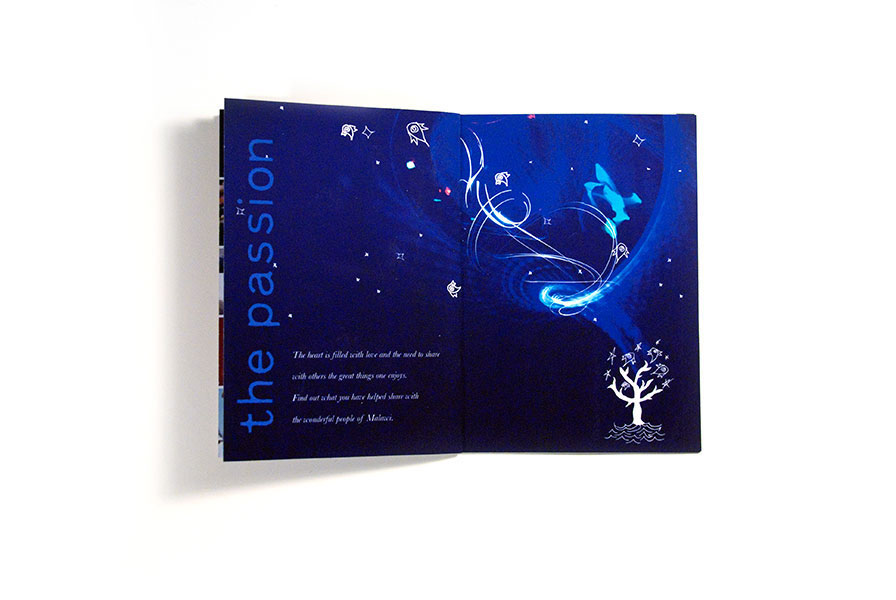 the passion
The heart is filled with love and the need to share
with others the great things one enjoys.
Find out what you have helped share with
the wonderful people of Malawi.